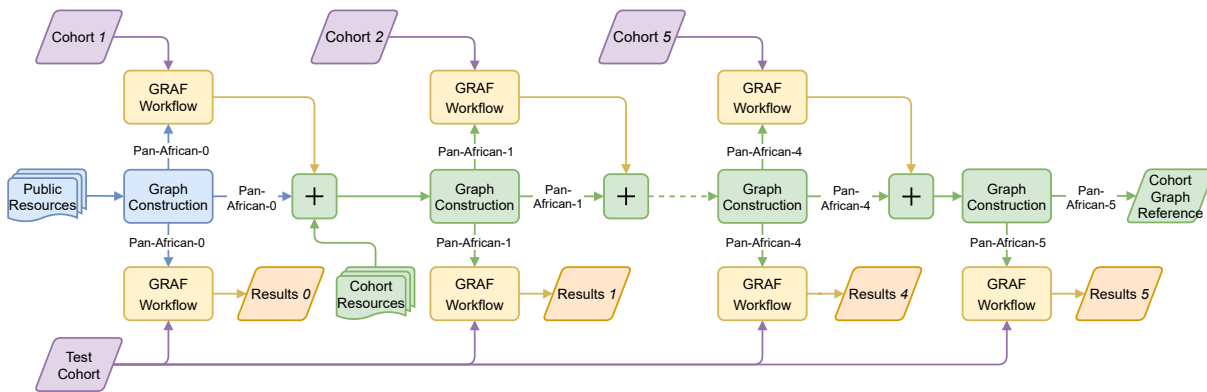 Cohort 1
Cohort 2
Cohort 5
GRAF
Workflow
GRAF
Workflow
GRAF
Workflow
Pan-African-0
Pan-African-1
Pan-African-4
Public
Resources
Graph
Construction
Pan-
African-0
+
Graph
Construction
Pan-
African-1
+
Graph
Construction
Pan-
African-4
+
Graph
Construction
Pan-
African-5
Cohort
Graph
Reference
Pan-African-0
Pan-African-1
Pan-African-4
Pan-African-5
GRAF
Workflow
Results 0
Cohort
Resources
GRAF
Workflow
Results 1
GRAF
Workflow
Results 4
GRAF
Workflow
Results 5
Test
Cohort